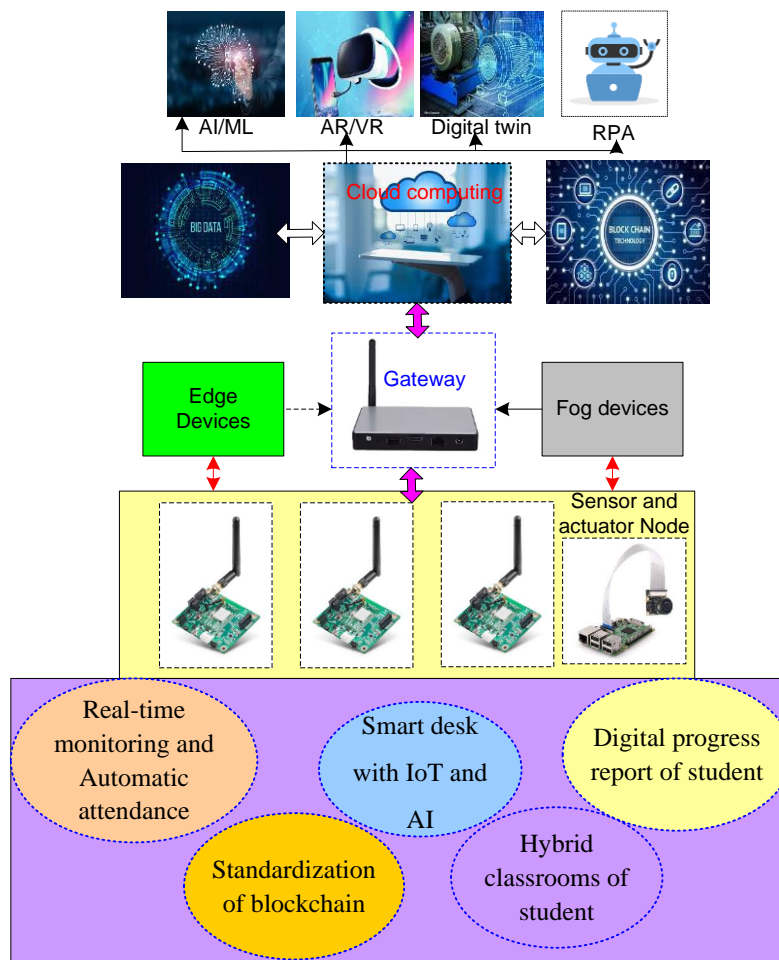 AI/ML
AR/VR
Digital twin
RPA
Cloud computing
BIG DATA
BLOCK CHAIN
TECHNOLOGY
Gateway
Edge
Devices
Fog devices
Sensor and
actuator Node
Real-time
monitoring and
Automatic
attendance
Smart desk
with IoT and
AI
Digital progress
report of student
Standardization
of blockchain
Hybrid
classrooms of
student